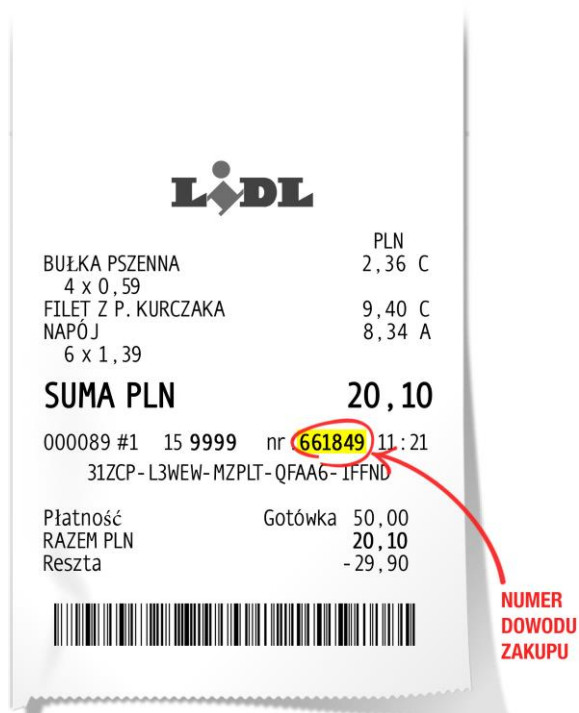 LIDL
PLN
BUŁKA PSZENNA 2,36 C
4 x 0,59
FILET Z P. KURCZAKA 9,40 C
NAPÓJ 8,34 A
6 x 1,39
SUMA PLN 20,10
000089 #1 15 9999 nr 661849 11:21
31ZCP-L3WEW-MZPLT-QFAA6-IFFND
Płatność Gotówka 50,00
RAZEM PLN 20,10
Reszta -29,90
NUMER
DOWODU
ZAKUPU